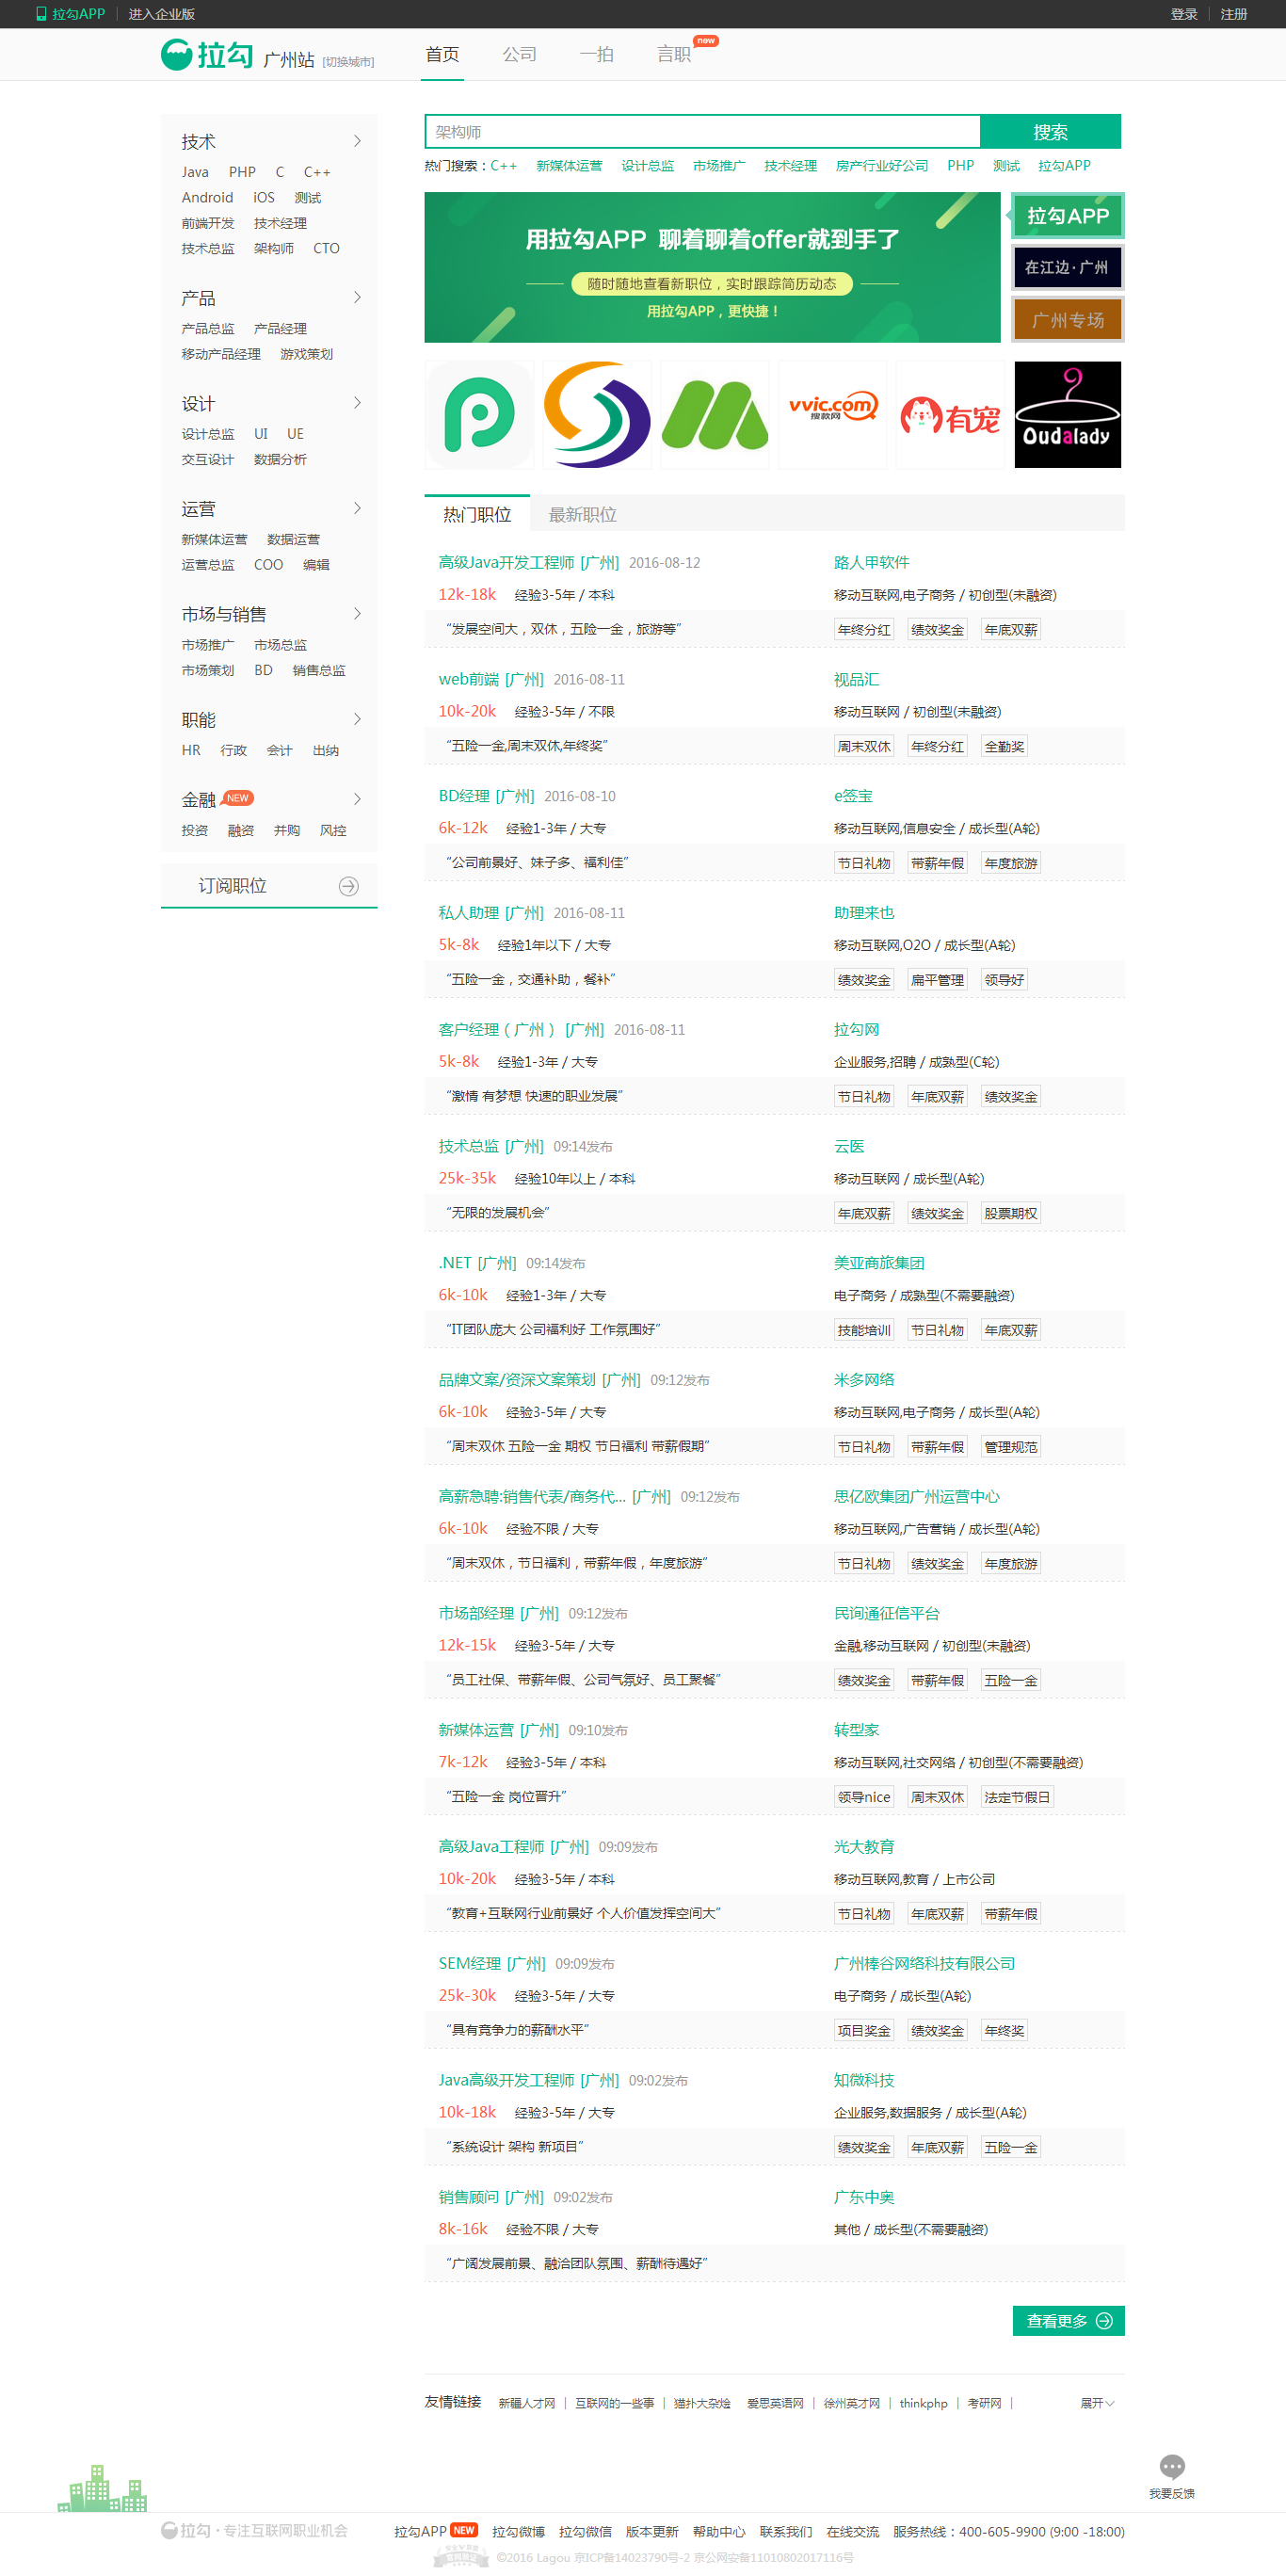 拉勾APP 进入企业版 登录 注册
拉勾 广州站 [切换城市] 首页 公司 一拍 言职 new
技术
Java PHP C C++
Android iOS 测试
前端开发 技术经理
技术总监 架构师 CTO
产品
产品总监 产品经理
移动产品经理 游戏策划
设计
设计总监 UI UE
交互设计 数据分析
运营
新媒体运营 数据运营
运营总监 COO 编辑
市场与销售
市场推广 市场总监
市场策划 BD 销售总监
职能
HR 行政 会计 出纳
金融 NEW
投资 融资 并购 风控
订阅职位
架构师 搜索
热门搜索：C++ 新媒体运营 设计总监 市场推广 技术经理 房产行业好公司 PHP 测试 拉勾APP
用拉勾APP 聊着聊着offer就到手了
随时随地查看新职位，实时跟踪简历动态
用拉勾APP，更快捷！
拉勾APP
在江边·广州
广州专场
vvic.com
搜款网
有宠
Oudalady
热门职位 最新职位
高级Java开发工程师 [广州] 2016-08-12 路人甲软件
12k-18k 经验3-5年 / 本科 移动互联网,电子商务 / 初创型(未融资)
“发展空间大，双休，五险一金，旅游等” 年终分红 绩效奖金 年底双薪
web前端 [广州] 2016-08-11 视品汇
10k-20k 经验3-5年 / 不限 移动互联网 / 初创型(未融资)
“五险一金,周末双休,年终奖” 周末双休 年终分红 全勤奖
BD经理 [广州] 2016-08-10 e签宝
6k-12k 经验1-3年 / 大专 移动互联网,信息安全 / 成长型(A轮)
“公司前景好、妹子多、福利佳” 节日礼物 带薪年假 年度旅游
私人助理 [广州] 2016-08-11 助理来也
5k-8k 经验1年以下 / 大专 移动互联网,O2O / 成长型(A轮)
“五险一金，交通补助，餐补” 绩效奖金 扁平管理 领导好
客户经理（广州） [广州] 2016-08-11 拉勾网
5k-8k 经验1-3年 / 大专 企业服务,招聘 / 成熟型(C轮)
“激情 有梦想 快速的职业发展” 节日礼物 年底双薪 绩效奖金
技术总监 [广州] 09:14发布 云医
25k-35k 经验10年以上 / 本科 移动互联网 / 成长型(A轮)
“无限的发展机会” 年底双薪 绩效奖金 股票期权
.NET [广州] 09:14发布 美亚商旅集团
6k-10k 经验1-3年 / 大专 电子商务 / 成熟型(不需要融资)
“IT团队庞大 公司福利好 工作氛围好” 技能培训 节日礼物 年底双薪
品牌文案/资深文案策划 [广州] 09:12发布 米多网络
6k-10k 经验3-5年 / 大专 移动互联网,电子商务 / 成长型(A轮)
“周末双休 五险一金 期权 节日福利 带薪假期” 节日礼物 带薪年假 管理规范
高薪急聘:销售代表/商务代... [广州] 09:12发布 思亿欧集团广州运营中心
6k-10k 经验不限 / 大专 移动互联网,广告营销 / 成长型(A轮)
“周末双休，节日福利，带薪年假，年度旅游” 节日礼物 绩效奖金 年度旅游
市场部经理 [广州] 09:12发布 民询通征信平台
12k-15k 经验3-5年 / 大专 金融,移动互联网 / 初创型(未融资)
“员工社保、带薪年假、公司气氛好、员工聚餐” 绩效奖金 带薪年假 五险一金
新媒体运营 [广州] 09:10发布 转型家
7k-12k 经验3-5年 / 本科 移动互联网,社交网络 / 初创型(不需要融资)
“五险一金 岗位晋升” 领导nice 周末双休 法定节假日
高级Java工程师 [广州] 09:09发布 光大教育
10k-20k 经验3-5年 / 本科 移动互联网,教育 / 上市公司
“教育+互联网行业前景好 个人价值发挥空间大” 节日礼物 年底双薪 带薪年假
SEM经理 [广州] 09:09发布 广州棒谷网络科技有限公司
25k-30k 经验3-5年 / 大专 电子商务 / 成长型(A轮)
“具有竞争力的薪酬水平” 项目奖金 绩效奖金 年终奖
Java高级开发工程师 [广州] 09:02发布 知微科技
10k-18k 经验3-5年 / 大专 企业服务,数据服务 / 成长型(A轮)
“系统设计 架构 新项目” 绩效奖金 年底双薪 五险一金
销售顾问 [广州] 09:02发布 广东中奥
8k-16k 经验不限 / 大专 其他 / 成长型(不需要融资)
“广阔发展前景、融洽团队氛围、薪酬待遇好”
查看更多
友情链接 新疆人才网 | 互联网的一些事 | 猫扑大杂烩 爱思英语网 | 徐州英才网 | thinkphp | 考研网 | 展开
我要反馈
拉勾·专注互联网职业机会 拉勾APP NEW 拉勾微博 拉勾微信 版本更新 帮助中心 联系我们 在线交流 服务热线：400-605-9900 (9:00 -18:00)
©2016 Lagou 京ICP备14023790号-2 京公网安备11010802017116号